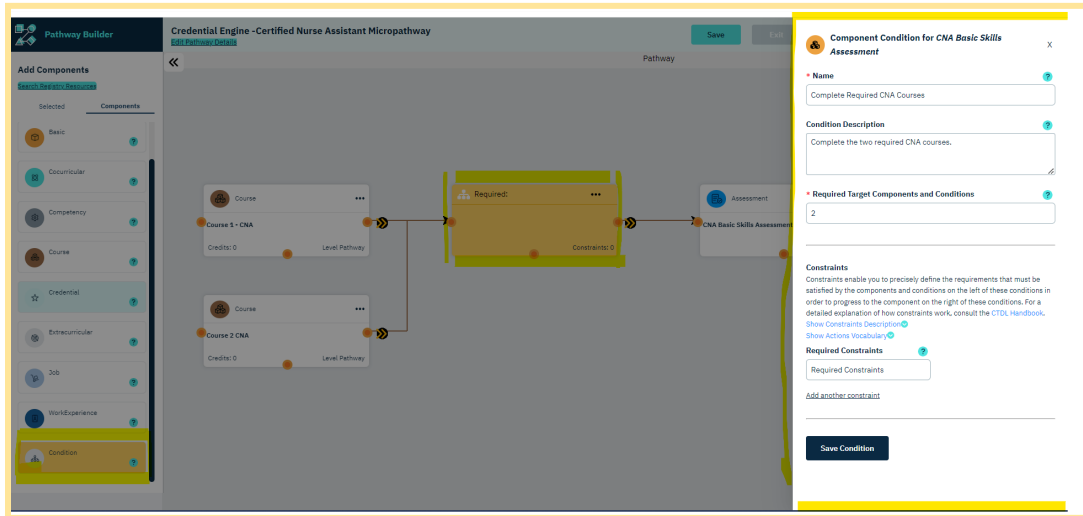 Pathway Builder
Credential Engine -Certified Nurse Assistant Micropathway
Edit Pathway Details
Save
Exit
Add Components
Search Registry Resources
Selected
Components
Basic
Cocurricular
Competency
Course
Credential
Extracurricular
Job
WorkExperience
Condition
Pathway
Course
Course 1 - CNA
Credits: 0
Level Pathway
Course
Course 2 CNA
Credits: 0
Level Pathway
Required:
Constraints: 0
Assessment
CNA Basic Skills Assessment
Component Condition for CNA Basic Skills
Assessment
X
* Name
?
Complete Required CNA Courses
Condition Description
?
Complete the two required CNA courses.
* Required Target Components and Conditions
?
2
Constraints
Constraints enable you to precisely define the requirements that must be
satisfied by the components and conditions on the left of these conditions in
order to progress to the component on the right of these conditions. For a
detailed explanation of how constraints work, consult the CTDL Handbook.
Show Constraints Description
Show Actions Vocabulary
Required Constraints
?
Required Constraints
Add another constraint
Save Condition